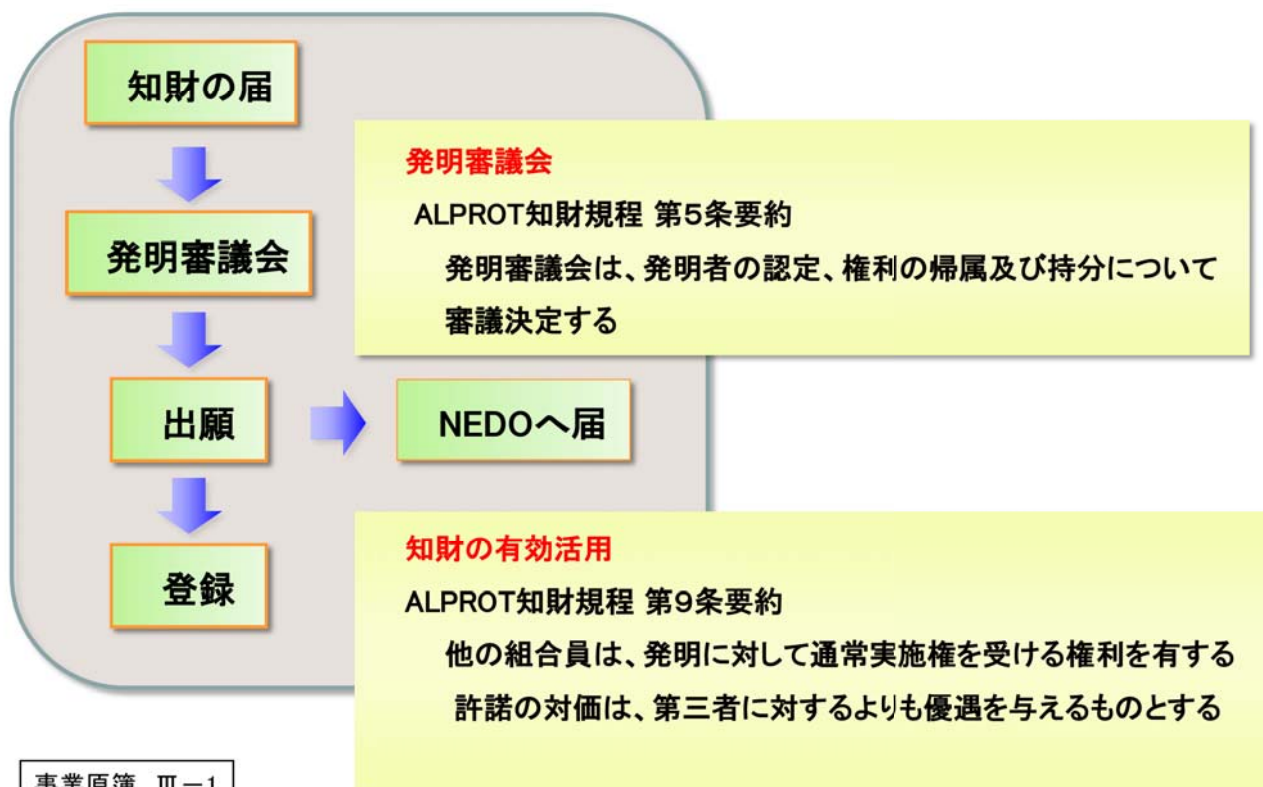 知財の届
発明審議会
出願
NEDOへ届
登録
発明審議会
ALPROT知財規程 第5条要約
発明審議会は、発明者の認定、権利の帰属及び持分について
審議決定する
知財の有効活用
ALPROT知財規程 第9条要約
他の組合員は、発明に対して通常実施権を受ける権利を有する
許諾の対価は、第三者に対するよりも優遇を与えるものとする
事業原簿 Ⅲ－1